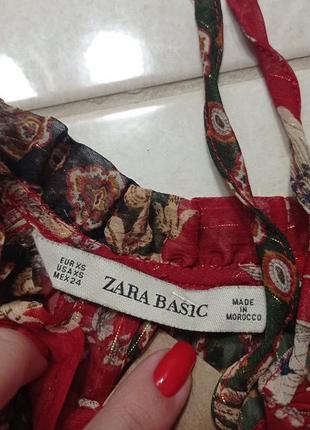 EUR XS
USA XS
MEX 24
ZARA BASIC
MADE
IN
MOROCCO